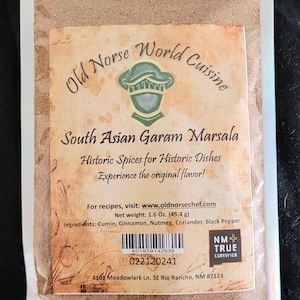 Old Norse World Cuisine
South Asian Garam Marsala
Historic Spices for Historic Dishes
Experience the original flavor!
For recipes, visit: www.oldnorsechef.com
Net weight: 1.6 Oz. (45.4 g)
Ingredients: Cumin, Cinnamon, Nutmeg, Coriander, Black Pepper
022120241
NM
TRUE
CERTIFIED
4101 Meadowlark Ln. SE Rio Raricho, NM 87124